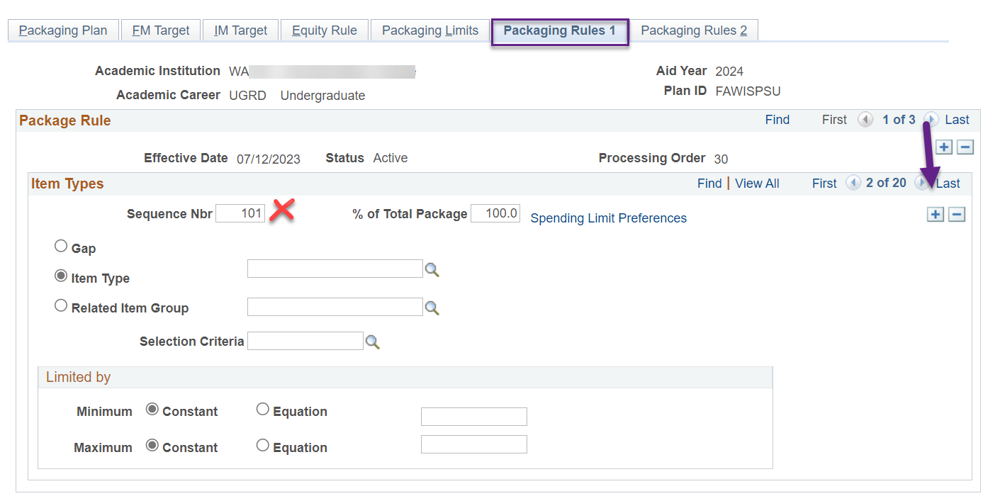 Packaging Plan FM Target IM Target Equity Rule Packaging Limits Packaging Rules 1 Packaging Rules 2
Academic Institution WA Aid Year 2024
Academic Career UGRD Undergraduate Plan ID FAWISPSU
Package Rule Find First 1 of 3 Last
Effective Date 07/12/2023 Status Active Processing Order 30
Item Types Find | View All First 2 of 20 Last
Sequence Nbr 101 % of Total Package 100.0 Spending Limit Preferences
Gap
Item Type
Related Item Group
Selection Criteria
Limited by
Minimum Constant Equation
Maximum Constant Equation